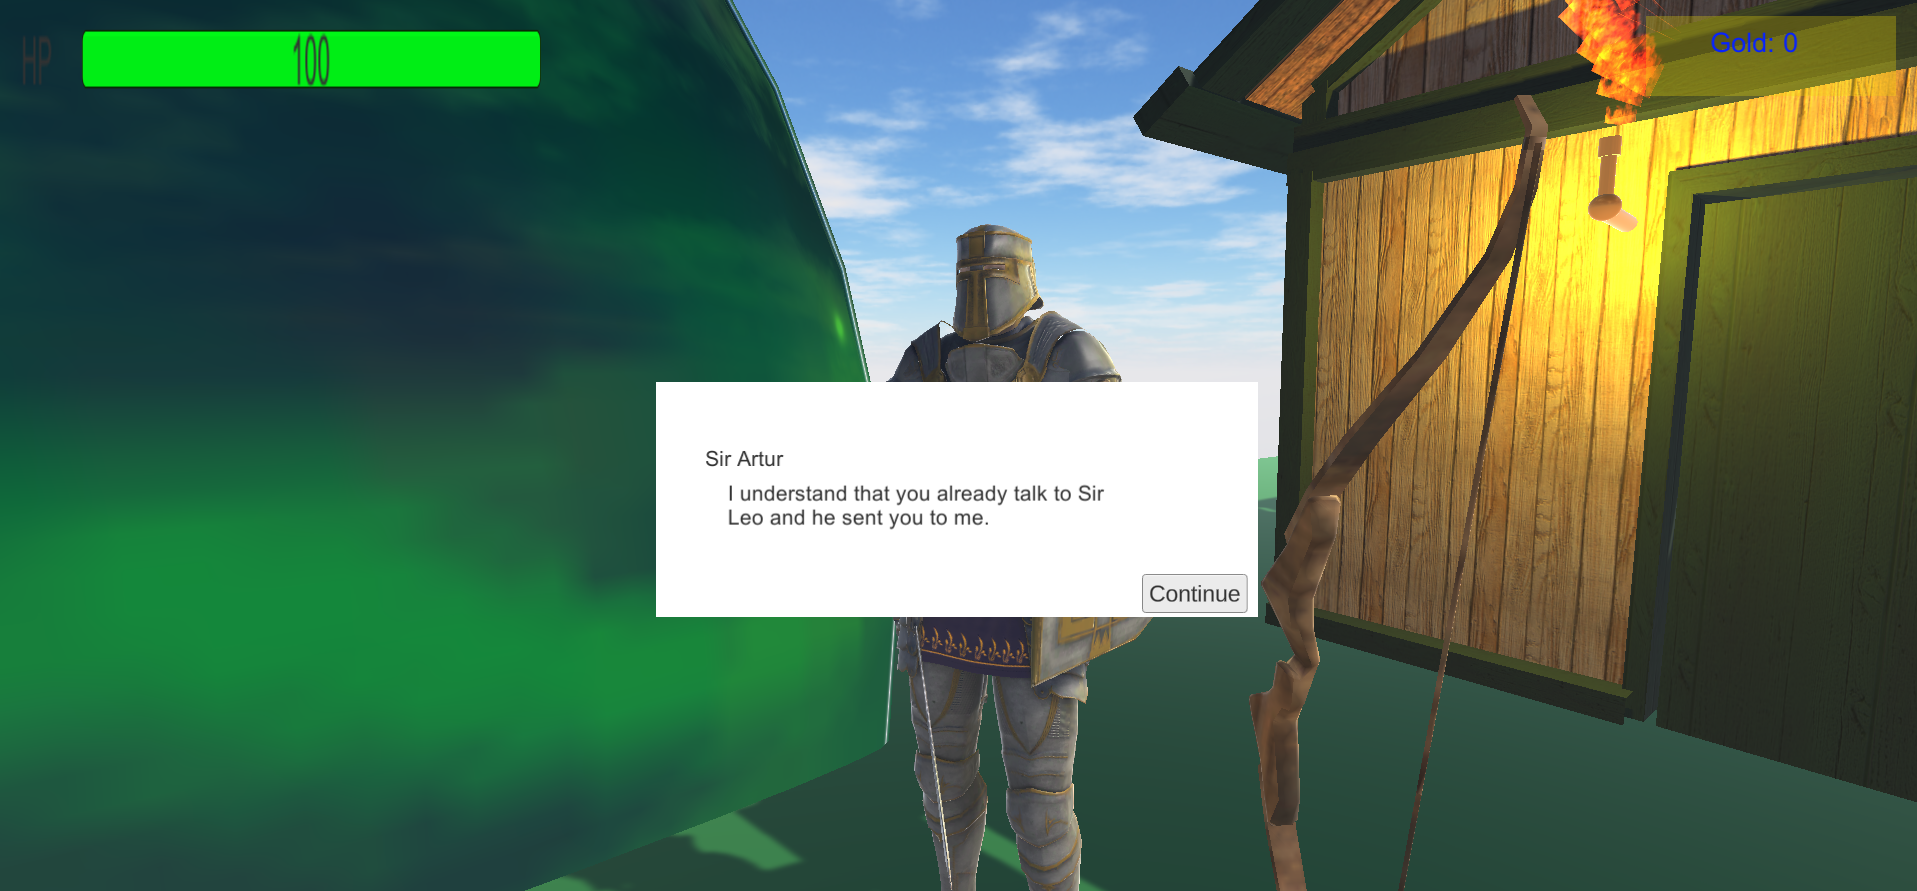 HP
100
Gold: 0
Sir Artur
I understand that you already talk to Sir
Leo and he sent you to me.
Continue